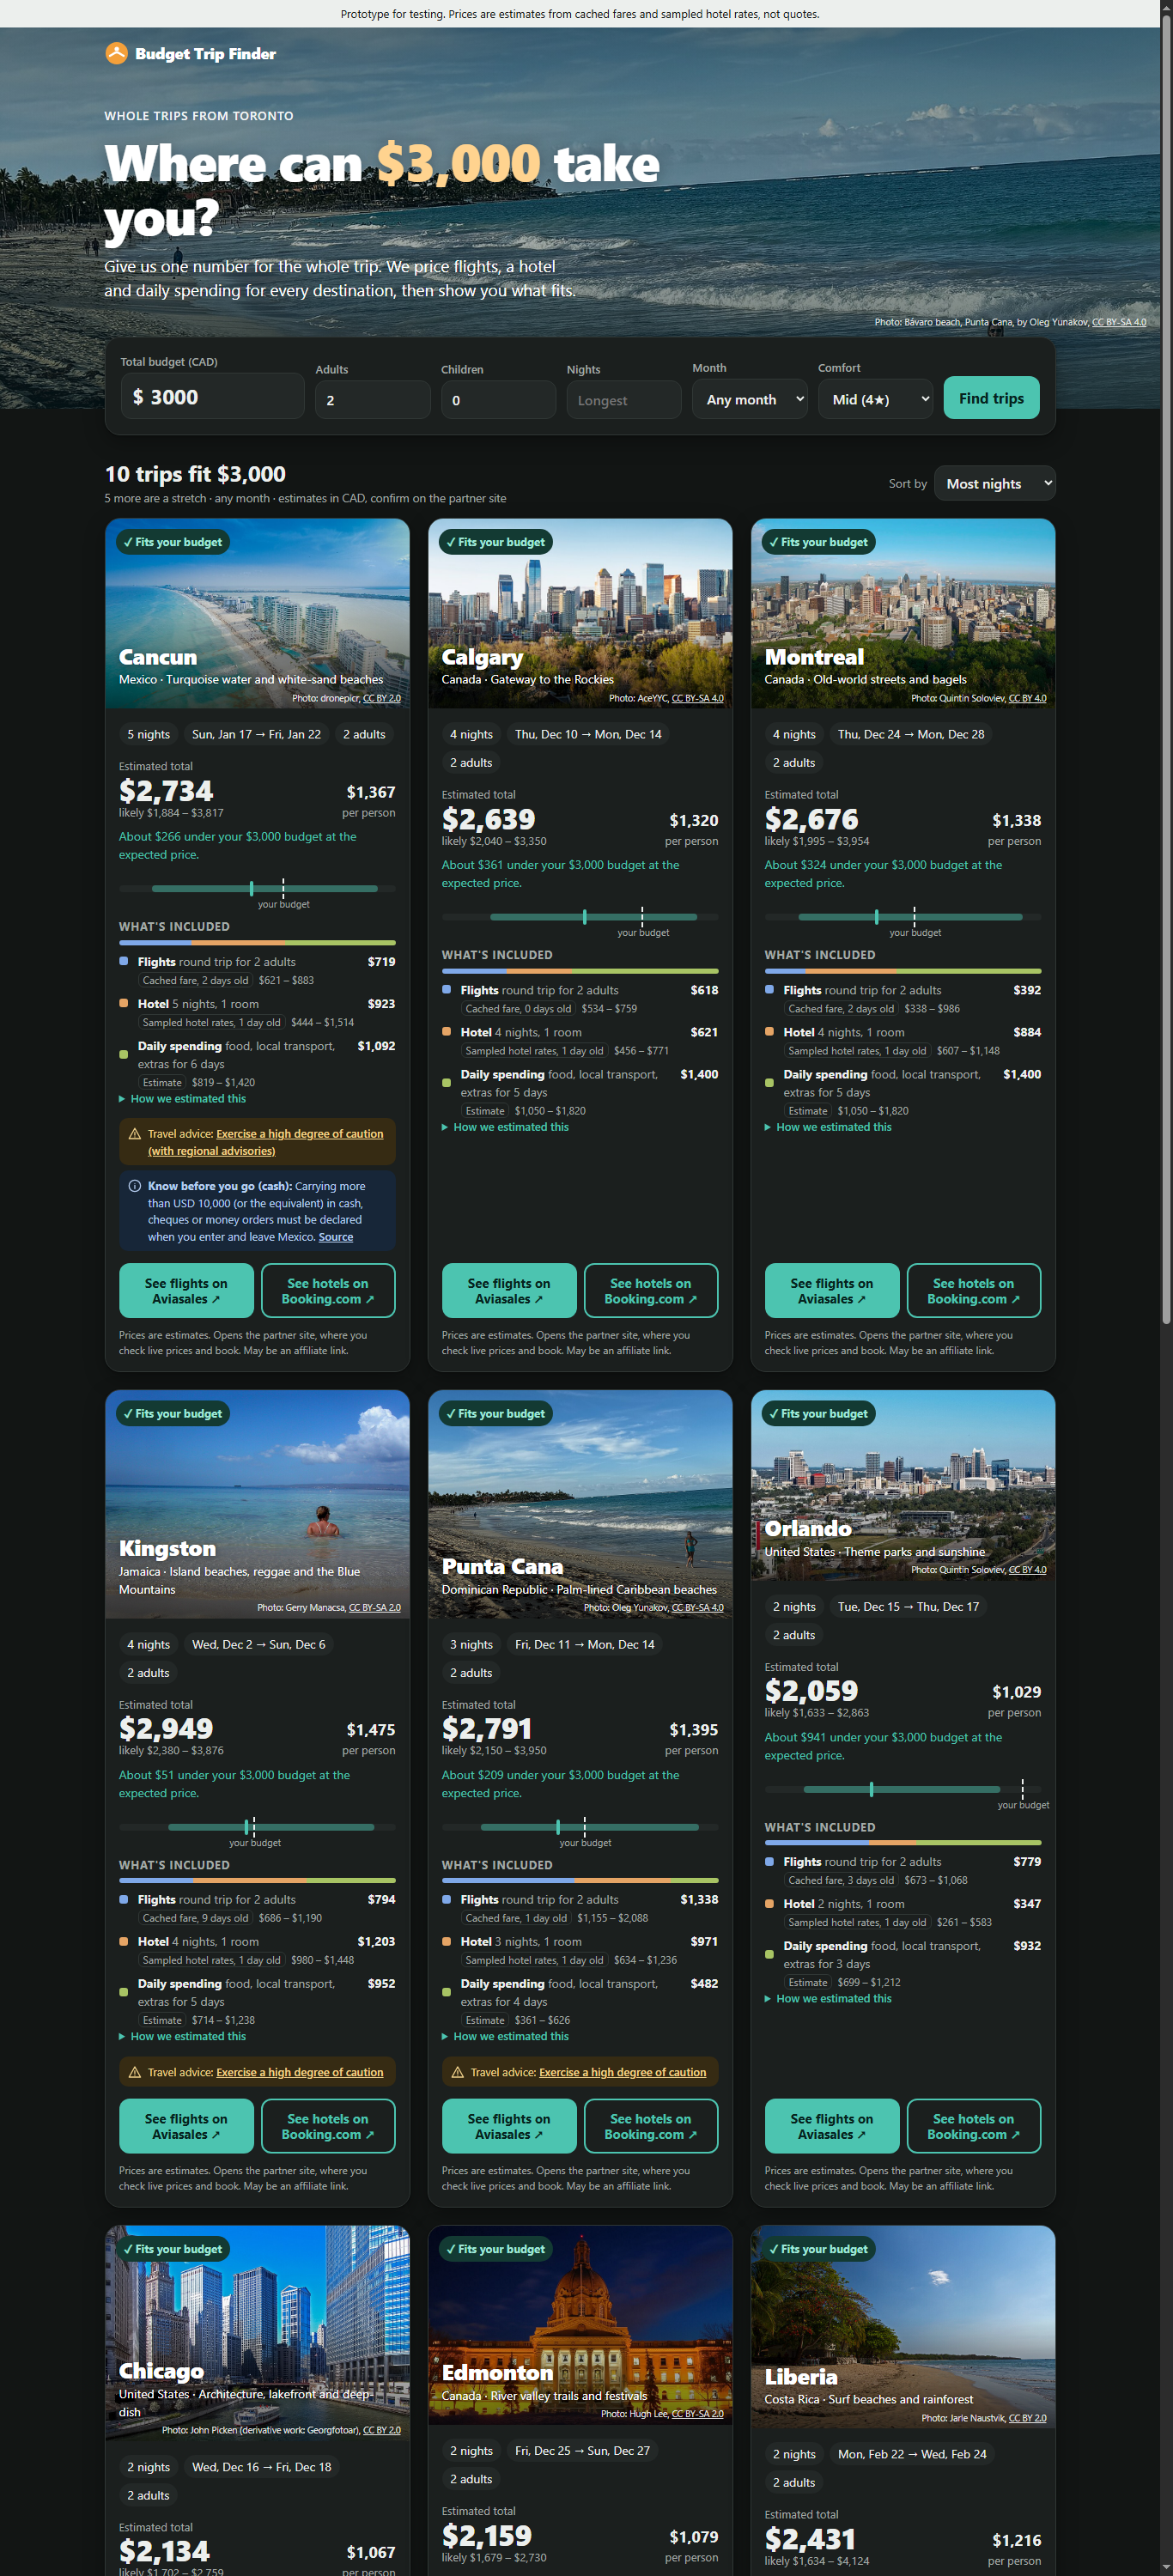 Prototype for testing. Prices are estimates from cached fares and sampled hotel rates, not quotes.
Budget Trip Finder
WHOLE TRIPS FROM TORONTO
Where can $3,000 take
you?
Give us one number for the whole trip. We price flights, a hotel
and daily spending for every destination, then show you what fits.
Photo: Bávaro beach, Punta Cana, by Oleg Yunakov, CC BY-SA 4.0
Total budget (CAD)
Adults
Children
Nights
Month
Comfort
$ 3000
2
0
Longest
Any month
Mid (4★)
Find trips
10 trips fit $3,000
5 more are a stretch · any month · estimates in CAD, confirm on the partner site
Sort by
Most nights
✓ Fits your budget
Cancun
Mexico · Turquoise water and white-sand beaches
Photo: dronepicr, CC BY 2.0
5 nights
Sun, Jan 17 → Fri, Jan 22
2 adults
Estimated total
$2,734
$1,367
likely $1,884 – $3,817
per person
About $266 under your $3,000 budget at the
expected price.
your budget
WHAT'S INCLUDED
Flights round trip for 2 adults
$719
Cached fare, 2 days old
$621 – $883
Hotel 5 nights, 1 room
$923
Sampled hotel rates, 1 day old
$444 – $1,514
Daily spending food, local transport,
$1,092
extras for 6 days
Estimate
$819 – $1,420
▶ How we estimated this
Travel advice: Exercise a high degree of caution
(with regional advisories)
Know before you go (cash): Carrying more
than USD 10,000 (or the equivalent) in cash,
cheques or money orders must be declared
when you enter and leave Mexico. Source
See flights on
Aviasales ↗
See hotels on
Booking.com ↗
Prices are estimates. Opens the partner site, where you
check live prices and book. May be an affiliate link.
✓ Fits your budget
Calgary
Canada · Gateway to the Rockies
Photo: AceYYC, CC BY-SA 4.0
4 nights
Thu, Dec 10 → Mon, Dec 14
2 adults
Estimated total
$2,639
$1,320
likely $2,040 – $3,350
per person
About $361 under your $3,000 budget at the
expected price.
your budget
WHAT'S INCLUDED
Flights round trip for 2 adults
$618
Cached fare, 0 days old
$534 – $759
Hotel 4 nights, 1 room
$621
Sampled hotel rates, 1 day old
$456 – $771
Daily spending food, local transport,
$1,400
extras for 5 days
Estimate
$1,050 – $1,820
▶ How we estimated this
See flights on
Aviasales ↗
See hotels on
Booking.com ↗
Prices are estimates. Opens the partner site, where you
check live prices and book. May be an affiliate link.
✓ Fits your budget
Montreal
Canada · Old-world streets and bagels
Photo: Quintin Soloviev, CC BY 4.0
4 nights
Thu, Dec 24 → Mon, Dec 28
2 adults
Estimated total
$2,676
$1,338
likely $1,995 – $3,954
per person
About $324 under your $3,000 budget at the
expected price.
your budget
WHAT'S INCLUDED
Flights round trip for 2 adults
$392
Cached fare, 2 days old
$338 – $986
Hotel 4 nights, 1 room
$884
Sampled hotel rates, 1 day old
$607 – $1,148
Daily spending food, local transport,
$1,400
extras for 5 days
Estimate
$1,050 – $1,820
▶ How we estimated this
See flights on
Aviasales ↗
See hotels on
Booking.com ↗
Prices are estimates. Opens the partner site, where you
check live prices and book. May be an affiliate link.
✓ Fits your budget
Kingston
Jamaica · Island beaches, reggae and the Blue
Mountains
Photo: Gerry Manacsa, CC BY-SA 2.0
4 nights
Wed, Dec 2 → Sun, Dec 6
2 adults
Estimated total
$2,949
$1,475
likely $2,380 – $3,876
per person
About $51 under your $3,000 budget at the
expected price.
your budget
WHAT'S INCLUDED
Flights round trip for 2 adults
$794
Cached fare, 9 days old
$686 – $1,190
Hotel 4 nights, 1 room
$1,203
Sampled hotel rates, 1 day old
$980 – $1,448
Daily spending food, local transport,
$952
extras for 5 days
Estimate
$714 – $1,238
▶ How we estimated this
Travel advice: Exercise a high degree of caution
See flights on
Aviasales ↗
See hotels on
Booking.com ↗
Prices are estimates. Opens the partner site, where you
check live prices and book. May be an affiliate link.
✓ Fits your budget
Punta Cana
Dominican Republic · Palm-lined Caribbean beaches
Photo: Oleg Yunakov, CC BY-SA 4.0
3 nights
Fri, Dec 11 → Mon, Dec 14
2 adults
Estimated total
$2,791
$1,395
likely $2,150 – $3,950
per person
About $209 under your $3,000 budget at the
expected price.
your budget
WHAT'S INCLUDED
Flights round trip for 2 adults
$1,338
Cached fare, 1 day old
$1,155 – $2,088
Hotel 3 nights, 1 room
$971
Sampled hotel rates, 1 day old
$634 – $1,236
Daily spending food, local transport,
$482
extras for 4 days
Estimate
$361 – $626
▶ How we estimated this
Travel advice: Exercise a high degree of caution
See flights on
Aviasales ↗
See hotels on
Booking.com ↗
Prices are estimates. Opens the partner site, where you
check live prices and book. May be an affiliate link.
✓ Fits your budget
Orlando
United States · Theme parks and sunshine
Photo: Quintin Soloviev, CC BY 4.0
2 nights
Tue, Dec 15 → Thu, Dec 17
2 adults
Estimated total
$2,059
$1,029
likely $1,633 – $2,863
per person
About $941 under your $3,000 budget at the
expected price.
your budget
WHAT'S INCLUDED
Flights round trip for 2 adults
$779
Cached fare, 3 days old
$673 – $1,068
Hotel 2 nights, 1 room
$347
Sampled hotel rates, 1 day old
$261 – $583
Daily spending food, local transport,
$932
extras for 3 days
Estimate
$699 – $1,212
▶ How we estimated this
See flights on
Aviasales ↗
See hotels on
Booking.com ↗
Prices are estimates. Opens the partner site, where you
check live prices and book. May be an affiliate link.
✓ Fits your budget
Chicago
United States · Architecture, lakefront and deep-
dish
Photo: John Picken (derivative work: Georgfotoar), CC BY 2.0
2 nights
Wed, Dec 16 → Fri, Dec 18
2 adults
Estimated total
$2,134
$1,067
likely $1,702 – $2,759
per person
✓ Fits your budget
Edmonton
Canada · River valley trails and festivals
Photo: Hugh Lee, CC BY-SA 2.0
2 nights
Fri, Dec 25 → Sun, Dec 27
2 adults
Estimated total
$2,159
$1,079
likely $1,679 – $2,730
per person
✓ Fits your budget
Liberia
Costa Rica · Surf beaches and rainforest
Photo: Jarle Naustvik, CC BY 2.0
2 nights
Mon, Feb 22 → Wed, Feb 24
2 adults
Estimated total
$2,431
$1,216
likely $1,634 – $4,124
per person